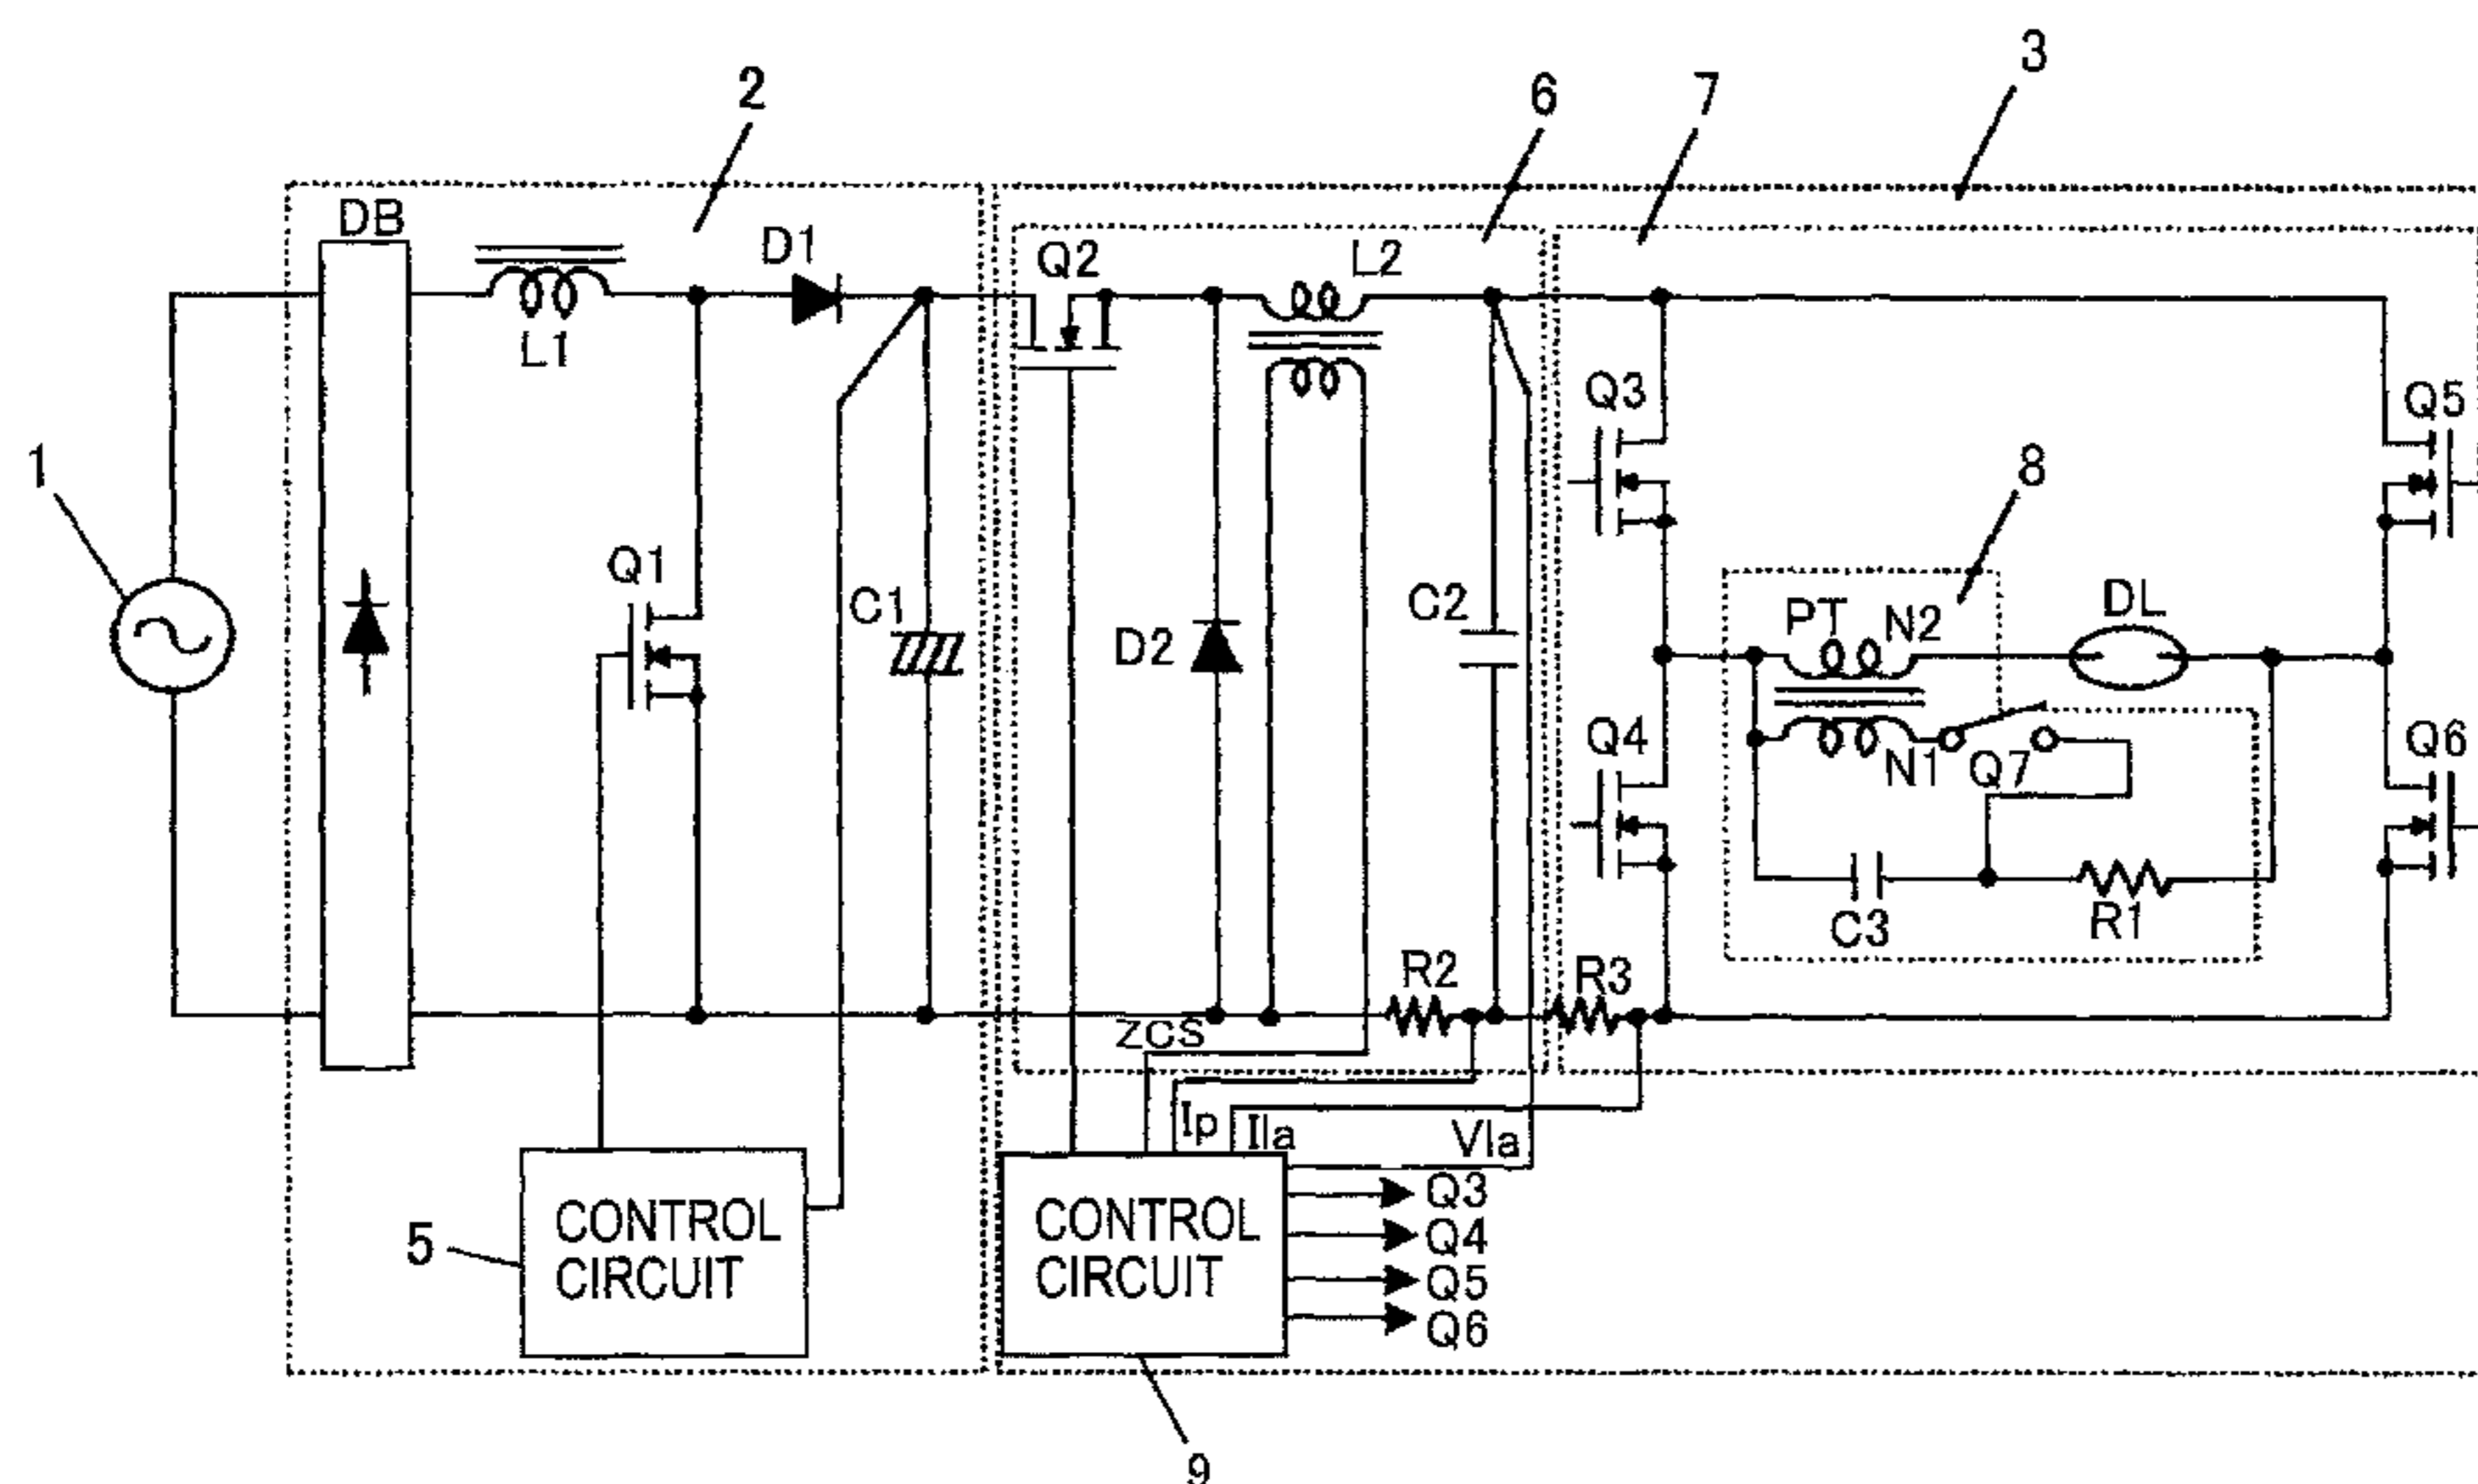 3
2
6
7
DB
D1
Q2
L2
L1
Q3
Q5
1
8
Q1
C1
C2
PT
N2
DL
D2
Q4
N1
Q7
Q6
C3
R1
R2
R3
ZCS
Ip
Ila
Vla
5
CONTROL
CIRCUIT
CONTROL
CIRCUIT
Q3
Q4
Q5
Q6
9